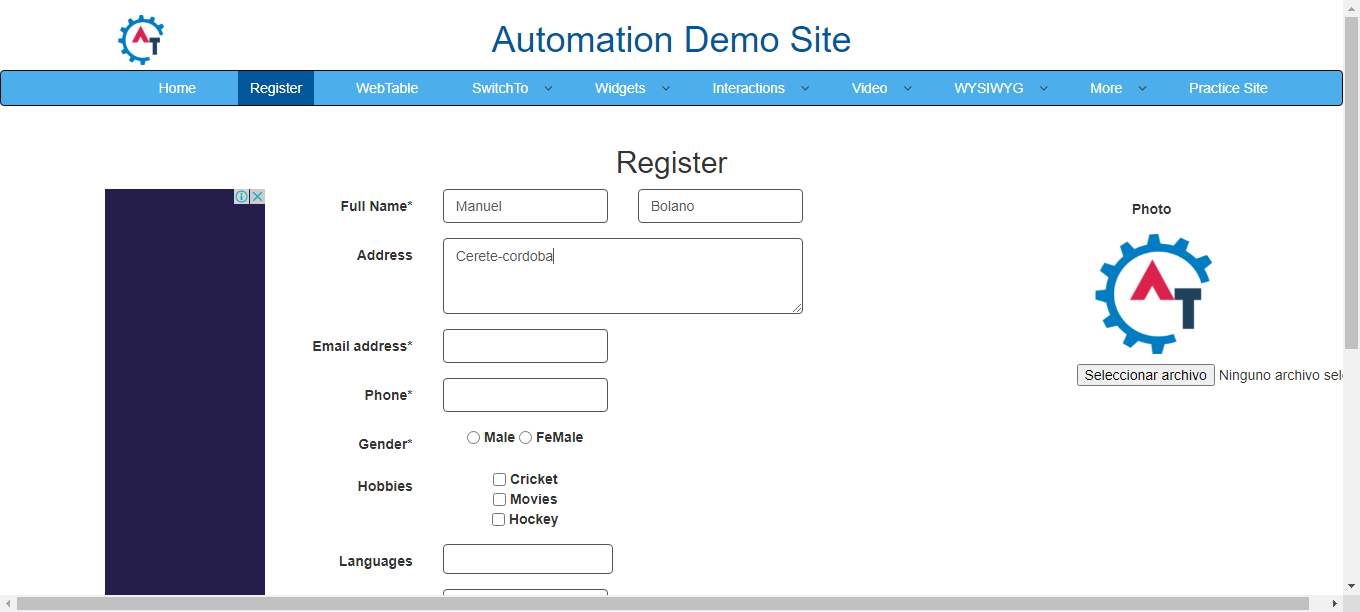 AT
Automation Demo Site
Home Register WebTable SwitchTo Widgets Interactions Video WYSIWYG More Practice Site
Register
Full Name* Manuel Bolano
Photo
Address Cerete-cordoba
AT
Email address*
Seleccionar archivo Ninguno archivo sel
Phone*
Gender* Male FeMale
Hobbies Cricket
Movies
Hockey
Languages